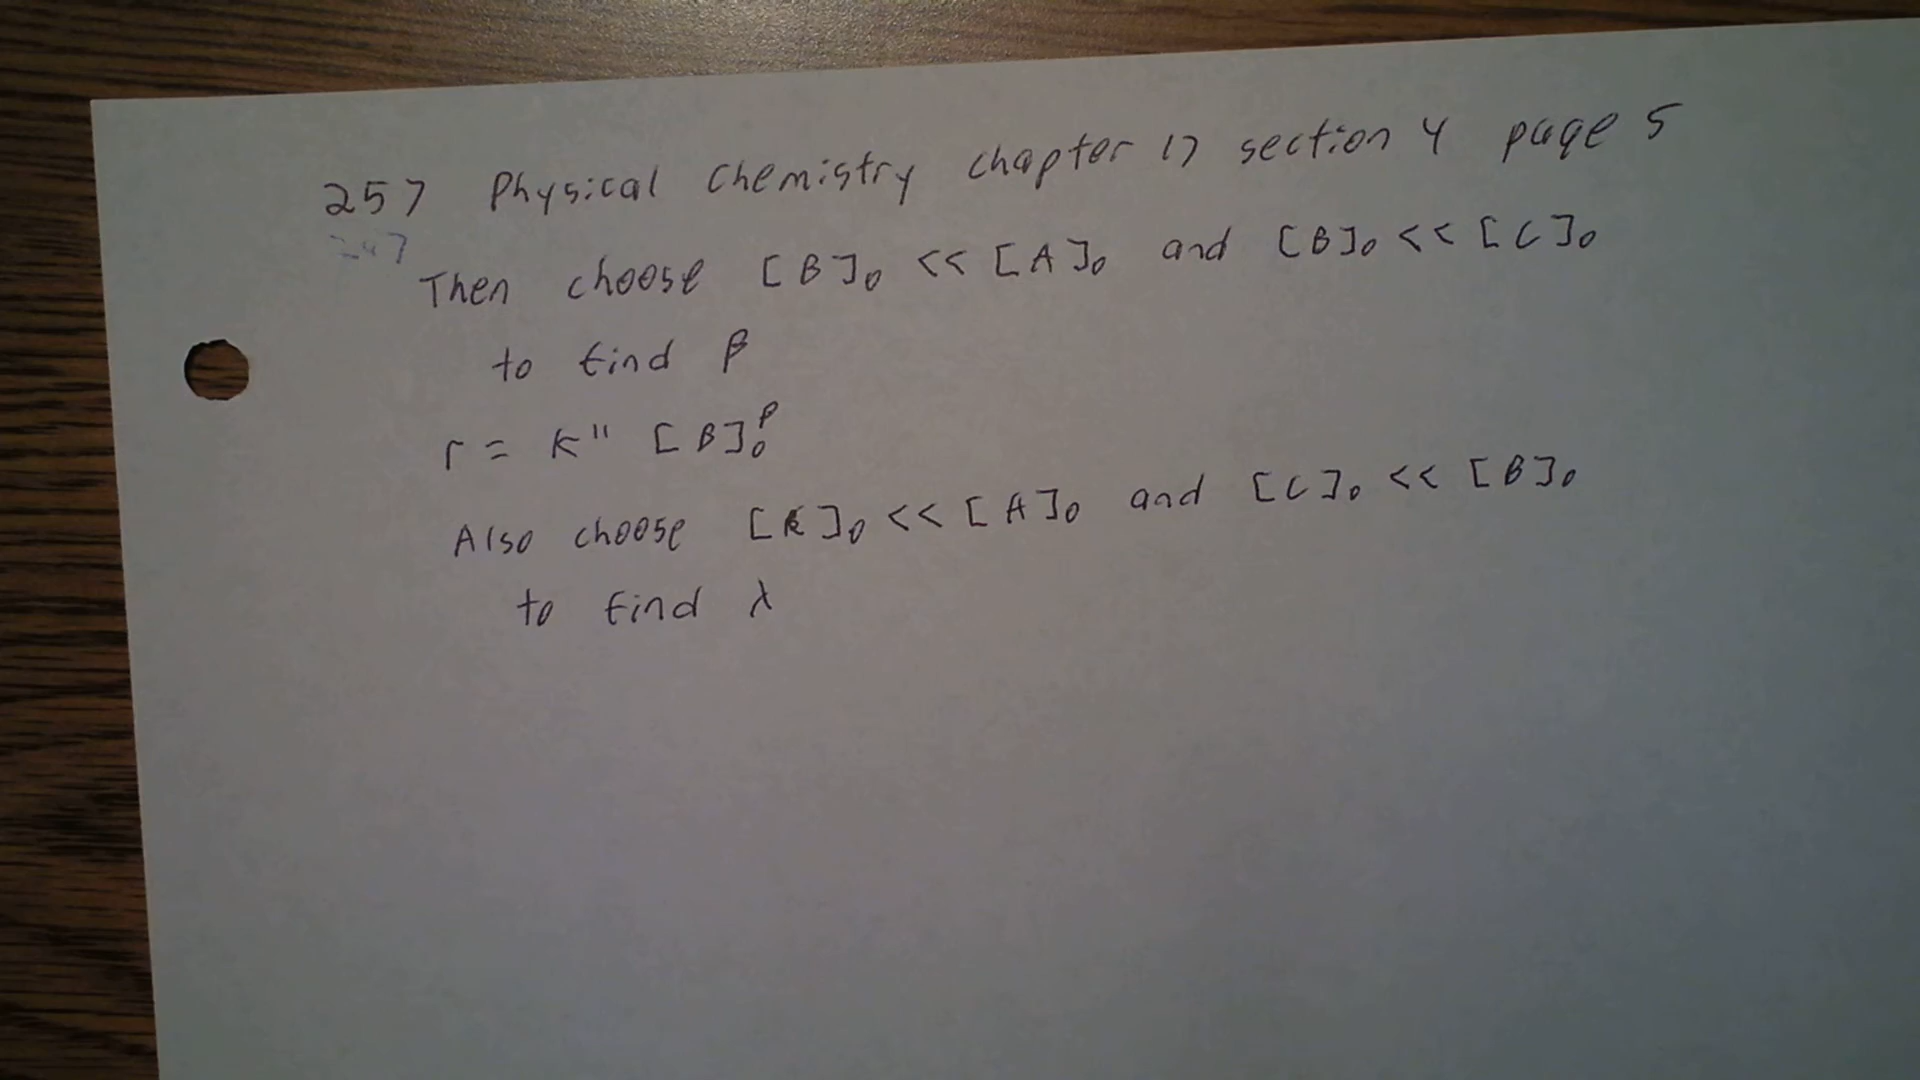 257 Physical Chemistry chapter 17 section 4 page 5
247
Then choose [B]₀ << [A]₀ and [B]₀ << [C]₀
to find β
r = k" [B]₀^β
Also choose [C]₀ << [A]₀ and [C]₀ << [B]₀
to find λ